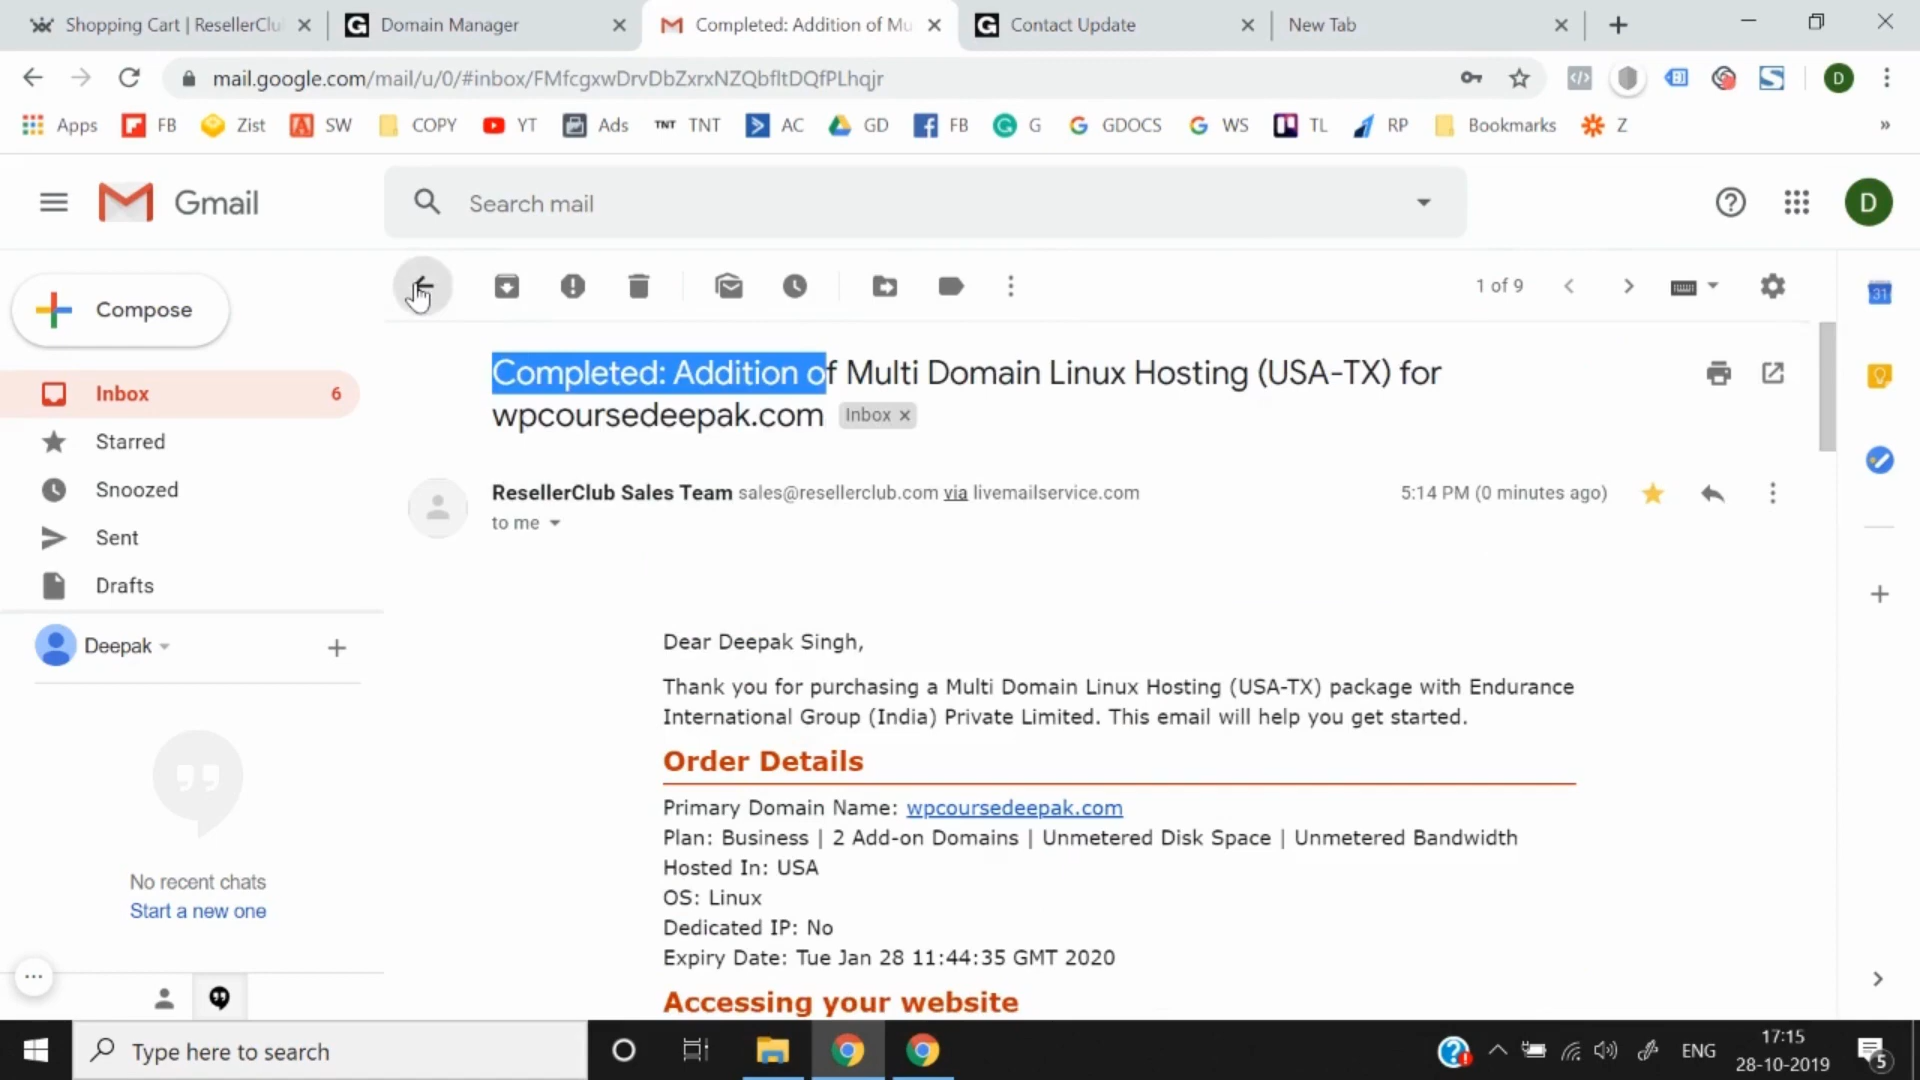 Shopping Cart | ResellerClu
Domain Manager
Completed: Addition of Mu
Contact Update
New Tab
mail.google.com/mail/u/0/#inbox/FMfcgxwDrvDbZxrxNZQbfltDQfPLhqjr
D
Apps
FB
Zist
SW
COPY
YT
Ads
TNT TNT
AC
GD
FB
G
GDOCS
WS
TL
RP
Bookmarks
Z
»
Gmail
Search mail
D
Compose
1 of 9
31
Inbox 6
Starred
Snoozed
Sent
Drafts
Deepak
No recent chats
Start a new one
Completed: Addition of Multi Domain Linux Hosting (USA-TX) for
wpcoursedeepak.com Inbox x
ResellerClub Sales Team sales@resellerclub.com via livemailservice.com
5:14 PM (0 minutes ago)
to me
Dear Deepak Singh,
Thank you for purchasing a Multi Domain Linux Hosting (USA-TX) package with Endurance
International Group (India) Private Limited. This email will help you get started.
Order Details
Primary Domain Name: wpcoursedeepak.com
Plan: Business | 2 Add-on Domains | Unmetered Disk Space | Unmetered Bandwidth
Hosted In: USA
OS: Linux
Dedicated IP: No
Expiry Date: Tue Jan 28 11:44:35 GMT 2020
Accessing your website
Type here to search
ENG
17:15
28-10-2019
5